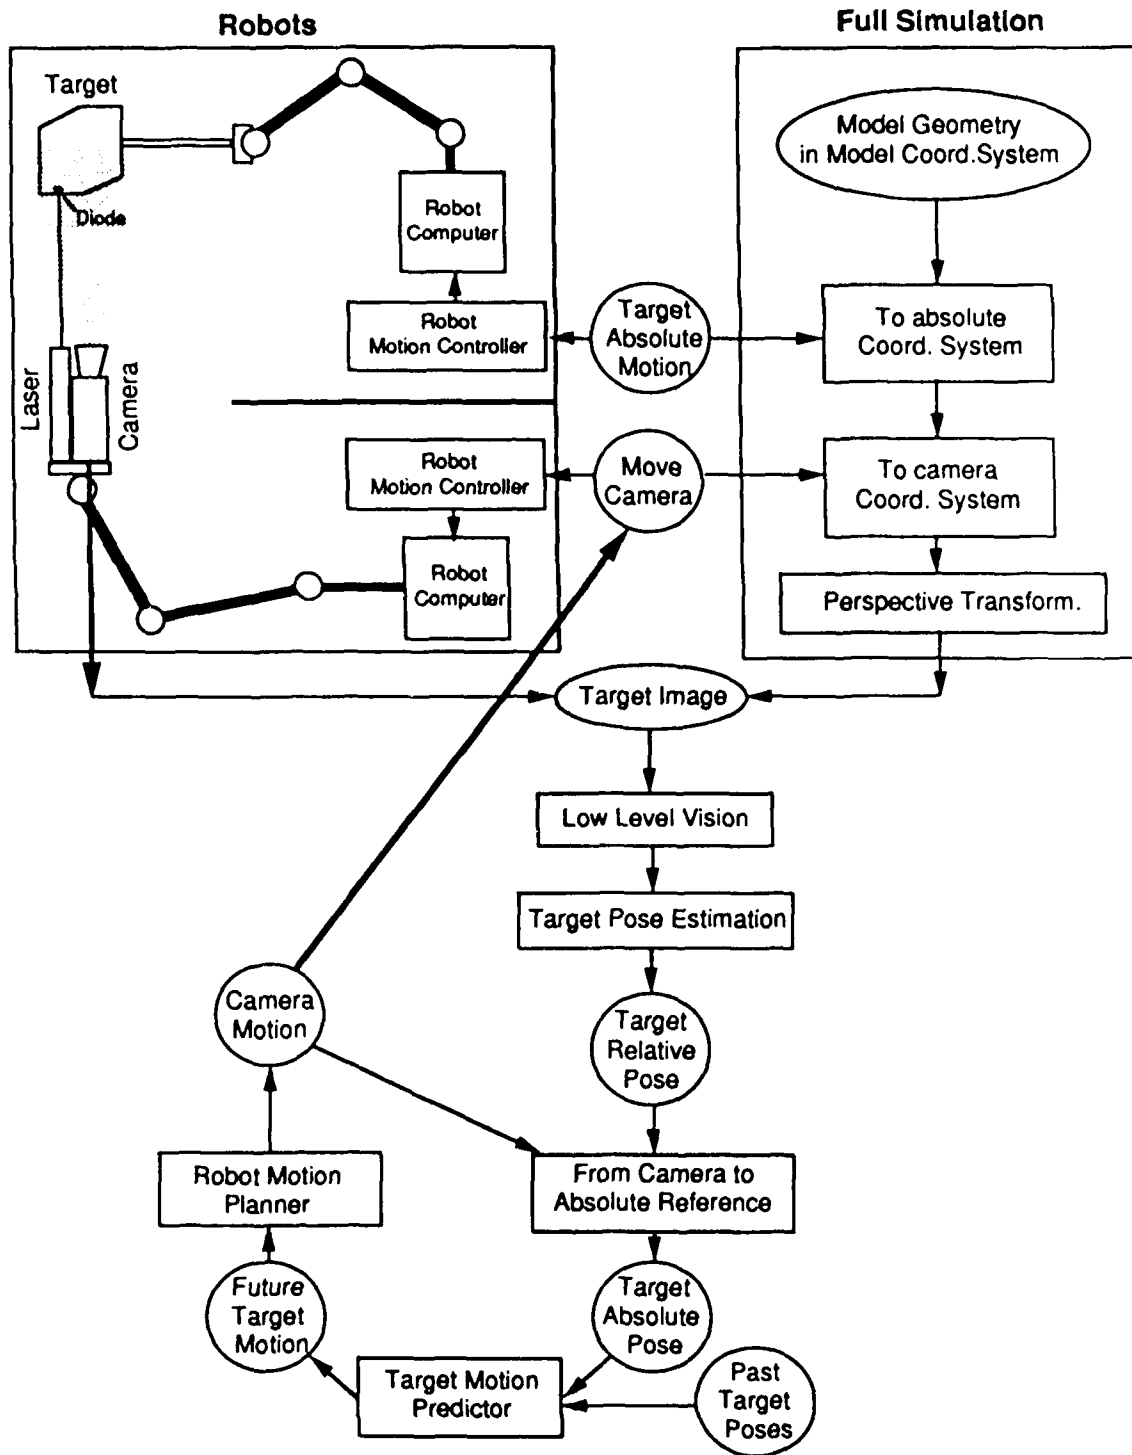 Robots
Full Simulation
Target
Diode
Robot
Computer
Robot
Motion Controller
Laser
Camera
Robot
Motion Controller
Robot
Computer
Target
Absolute
Motion
Move
Camera
Model Geometry
in Model Coord.System
To absolute
Coord. System
To camera
Coord. System
Perspective Transform.
Target Image
Low Level Vision
Target Pose Estimation
Camera
Motion
Target
Relative
Pose
Robot Motion
Planner
From Camera to
Absolute Reference
Future
Target
Motion
Target
Absolute
Pose
Target Motion
Predictor
Past
Target
Poses